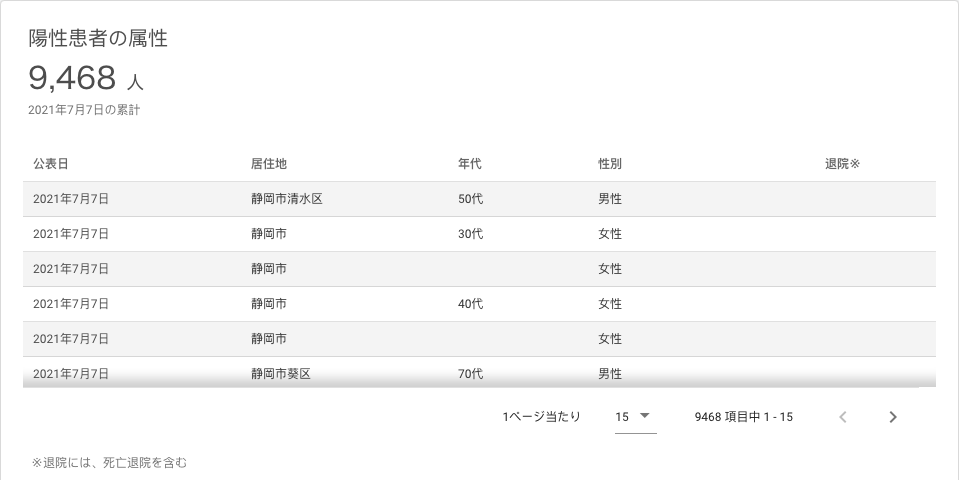 陽性患者の属性
9,468 人
2021年7月7日の累計
公表日 居住地 年代 性別 退院※
2021年7月7日 静岡市清水区 50代 男性
2021年7月7日 静岡市 30代 女性
2021年7月7日 静岡市 女性
2021年7月7日 静岡市 40代 女性
2021年7月7日 静岡市 女性
2021年7月7日 静岡市葵区 70代 男性
1ページ当たり 15 9468 項目中 1 - 15
※退院には、死亡退院を含む